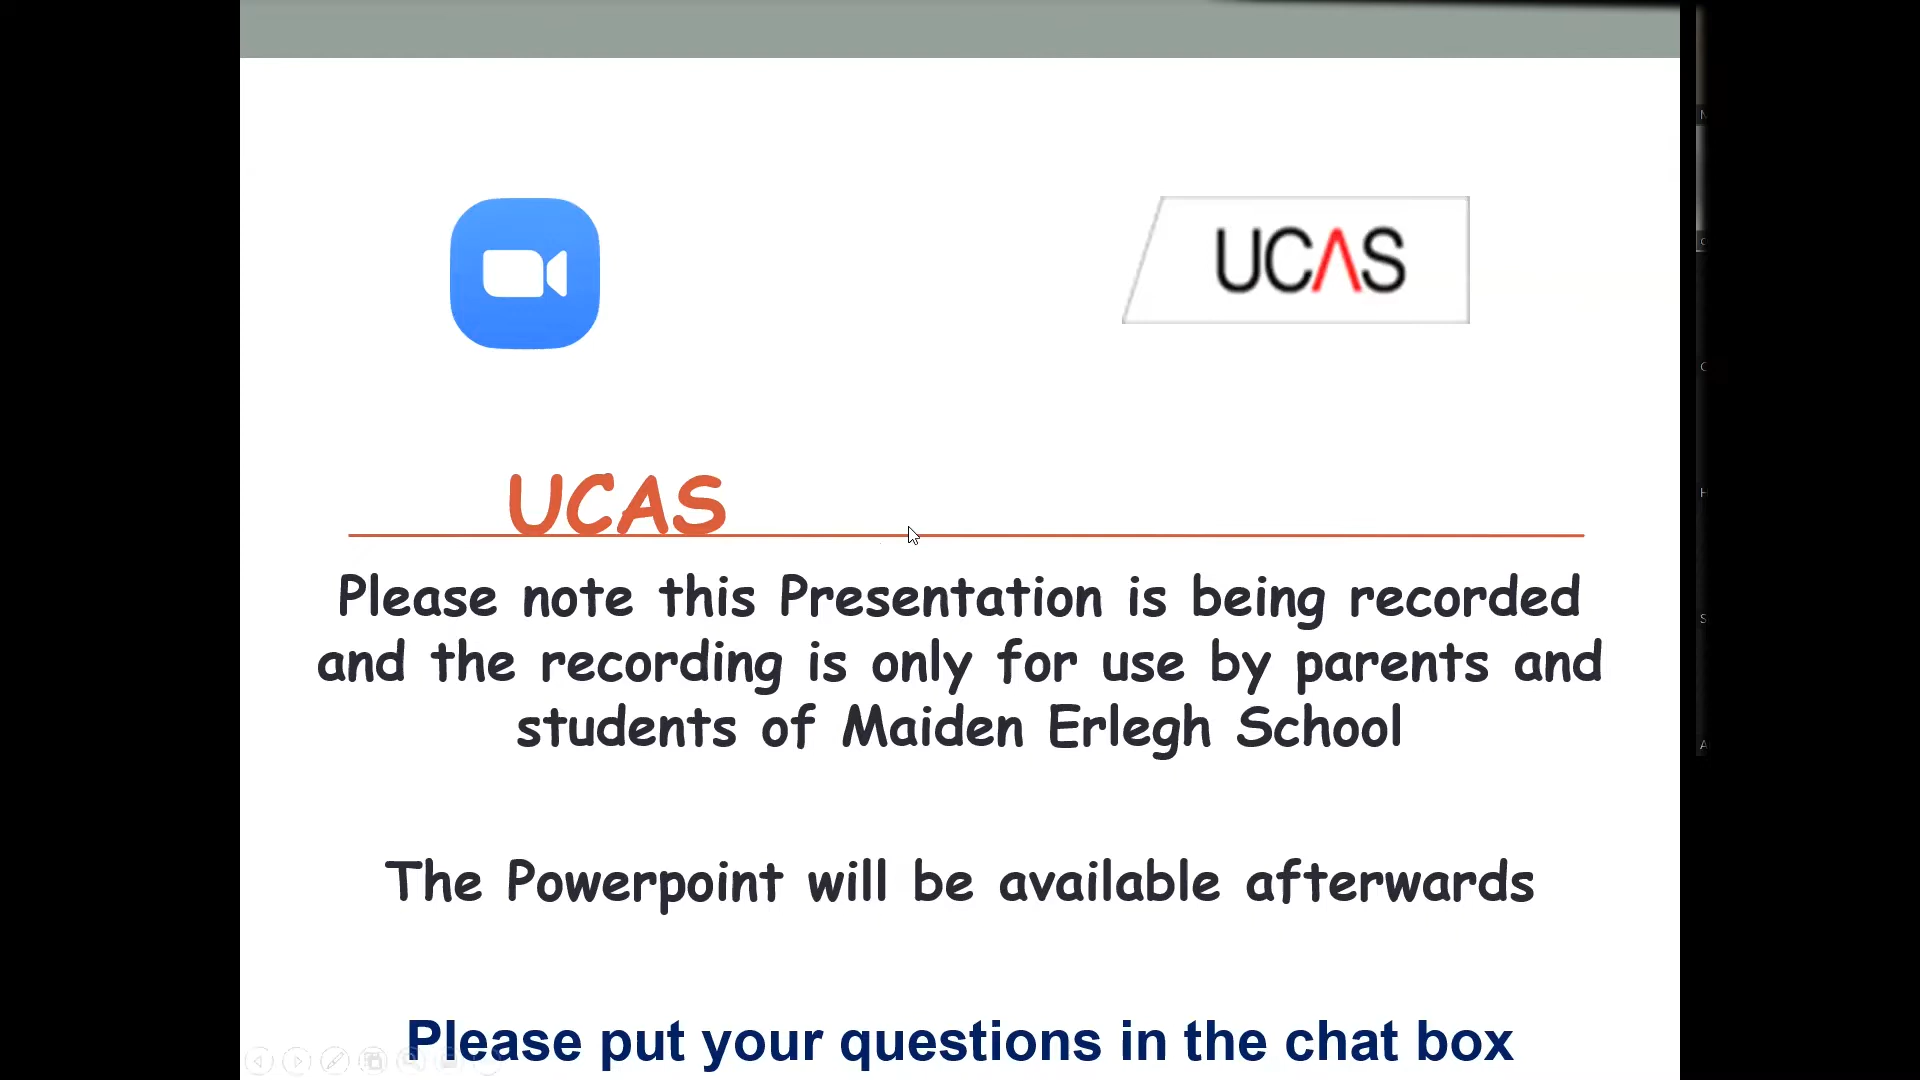 UCAS
UCAS
Please note this Presentation is being recorded
and the recording is only for use by parents and
students of Maiden Erlegh School
The Powerpoint will be available afterwards
Please put your questions in the chat box